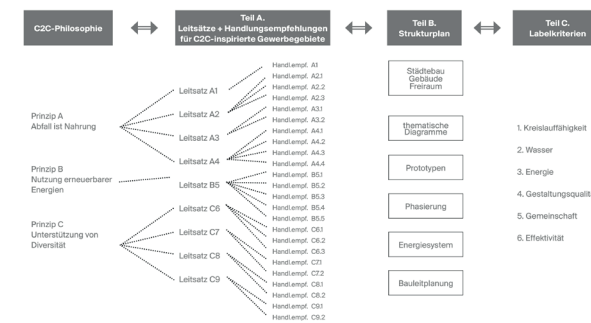 C2C-Philosophie
Teil A.
Leitsätze + Handlungsempfehlungen
für C2C-inspirierte Gewerbegebiete
Teil B.
Strukturplan
Teil C.
Labelkriterien
Prinzip A
Abfall ist Nahrung
Prinzip B
Nutzung erneuerbarer
Energien
Prinzip C
Unterstützung von
Diversität
Leitsatz A1
Leitsatz A2
Leitsatz A3
Leitsatz A4
Leitsatz B5
Leitsatz C6
Leitsatz C7
Leitsatz C8
Leitsatz C9
Handl.empf. A1
Handl.empf. A2.1
Handl.empf. A2.2
Handl.empf. A2.3
Handl.empf. A3.1
Handl.empf. A3.2
Handl.empf. A4.1
Handl.empf. A4.2
Handl.empf. A4.3
Handl.empf. A4.4
Handl.empf. B5.1
Handl.empf. B5.2
Handl.empf. B5.3
Handl.empf. B5.4
Handl.empf. B5.5
Handl.empf. C6.1
Handl.empf. C6.2
Handl.empf. C6.3
Handl.empf. C7.1
Handl.empf. C7.2
Handl.empf. C8.1
Handl.empf. C8.2
Handl.empf. C9.1
Handl.empf. C9.2
Städtebau
Gebäude
Freiraum
thematische
Diagramme
Prototypen
Phasierung
Energiesystem
Bauleitplanung
1. Kreislauffähigkeit
2. Wasser
3. Energie
4. Gestaltungsqualit
5. Gemeinschaft
6. Effektivität